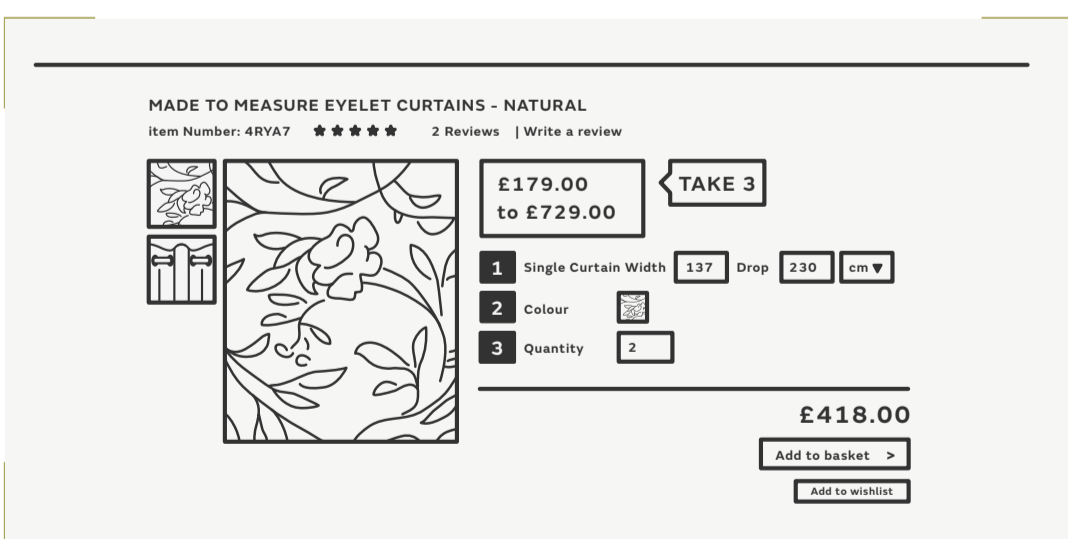 MADE TO MEASURE EYELET CURTAINS - NATURAL
item Number: 4RYA7 2 Reviews | Write a review
£179.00
to £729.00
TAKE 3
1 Single Curtain Width 137 Drop 230 cm ▼
2 Colour
3 Quantity 2
£418.00
Add to basket >
Add to wishlist